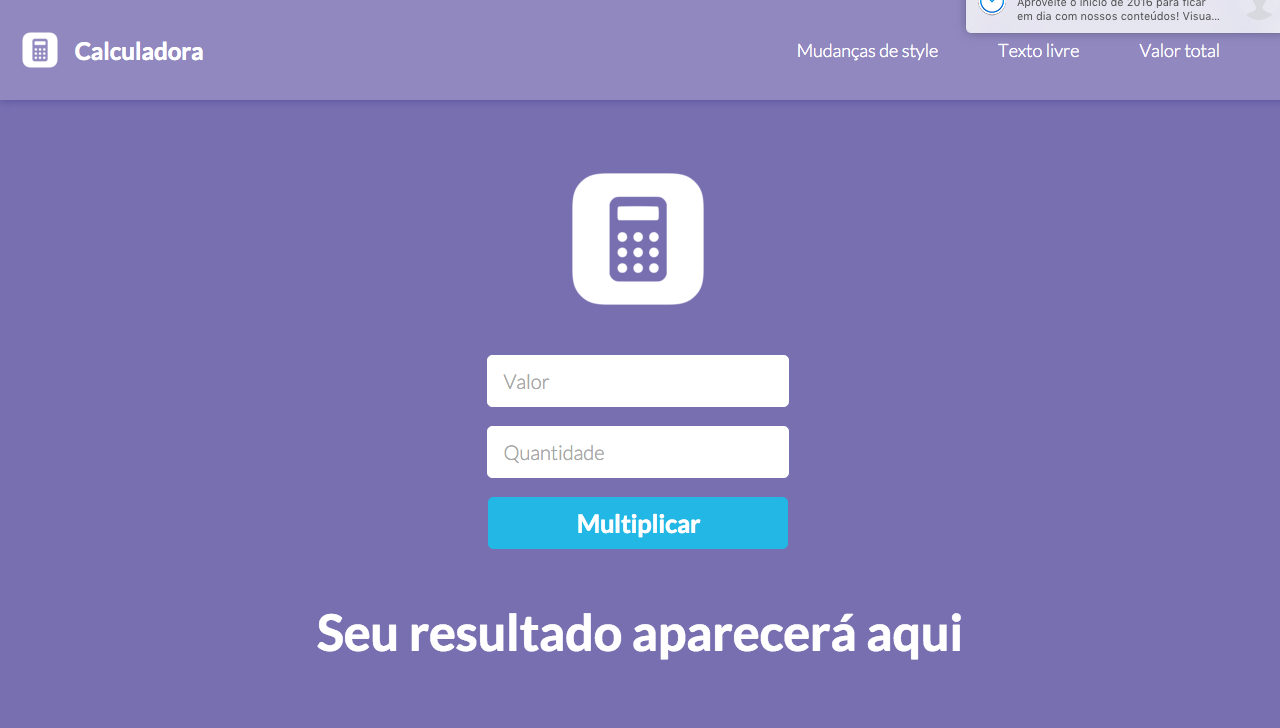 Aproveite o início de 2016 para ficar
em dia com nossos conteúdos! Visua...
Calculadora
Mudanças de style
Texto livre
Valor total
Valor
Quantidade
Multiplicar
Seu resultado aparecerá aqui